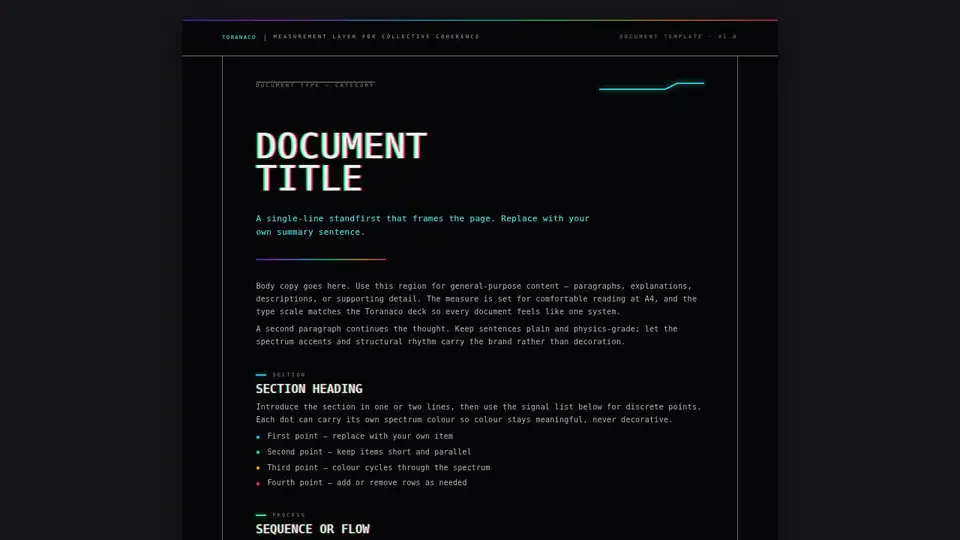 TORANACO | MEASUREMENT LAYER FOR COLLECTIVE COHERENCE
DOCUMENT TEMPLATE · V1.0
DOCUMENT TYPE — CATEGORY
DOCUMENT
TITLE
A single-line standfirst that frames the page. Replace with your
own summary sentence.
Body copy goes here. Use this region for general-purpose content — paragraphs, explanations,
descriptions, or supporting detail. The measure is set for comfortable reading at A4, and the
type scale matches the Toranaco deck so every document feels like one system.
A second paragraph continues the thought. Keep sentences plain and physics-grade; let the
spectrum accents and structural rhythm carry the brand rather than decoration.
SECTION
SECTION HEADING
Introduce the section in one or two lines, then use the signal list below for discrete points.
Each dot can carry its own spectrum colour so colour stays meaningful, never decorative.
First point — replace with your own item
Second point — keep items short and parallel
Third point — colour cycles through the spectrum
Fourth point — add or remove rows as needed
PROCESS
SEQUENCE OR FLOW